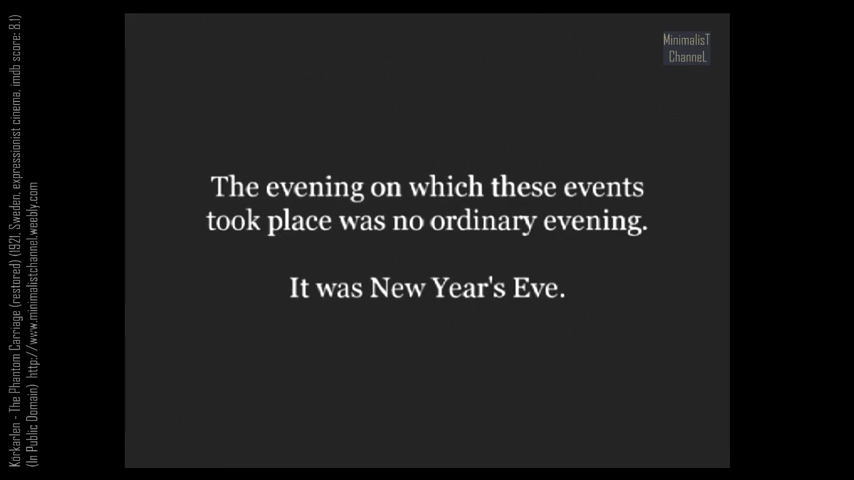 MinimalisT
ChanneL
The evening on which these events
took place was no ordinary evening.
It was New Year's Eve.
Körkarlen - The Phantom Carriage (restored) (1921, Sweden, expressionist cinema, imdb score: 8.1)
(In Public Domain) http://www.minimalistchannel.weebly.com